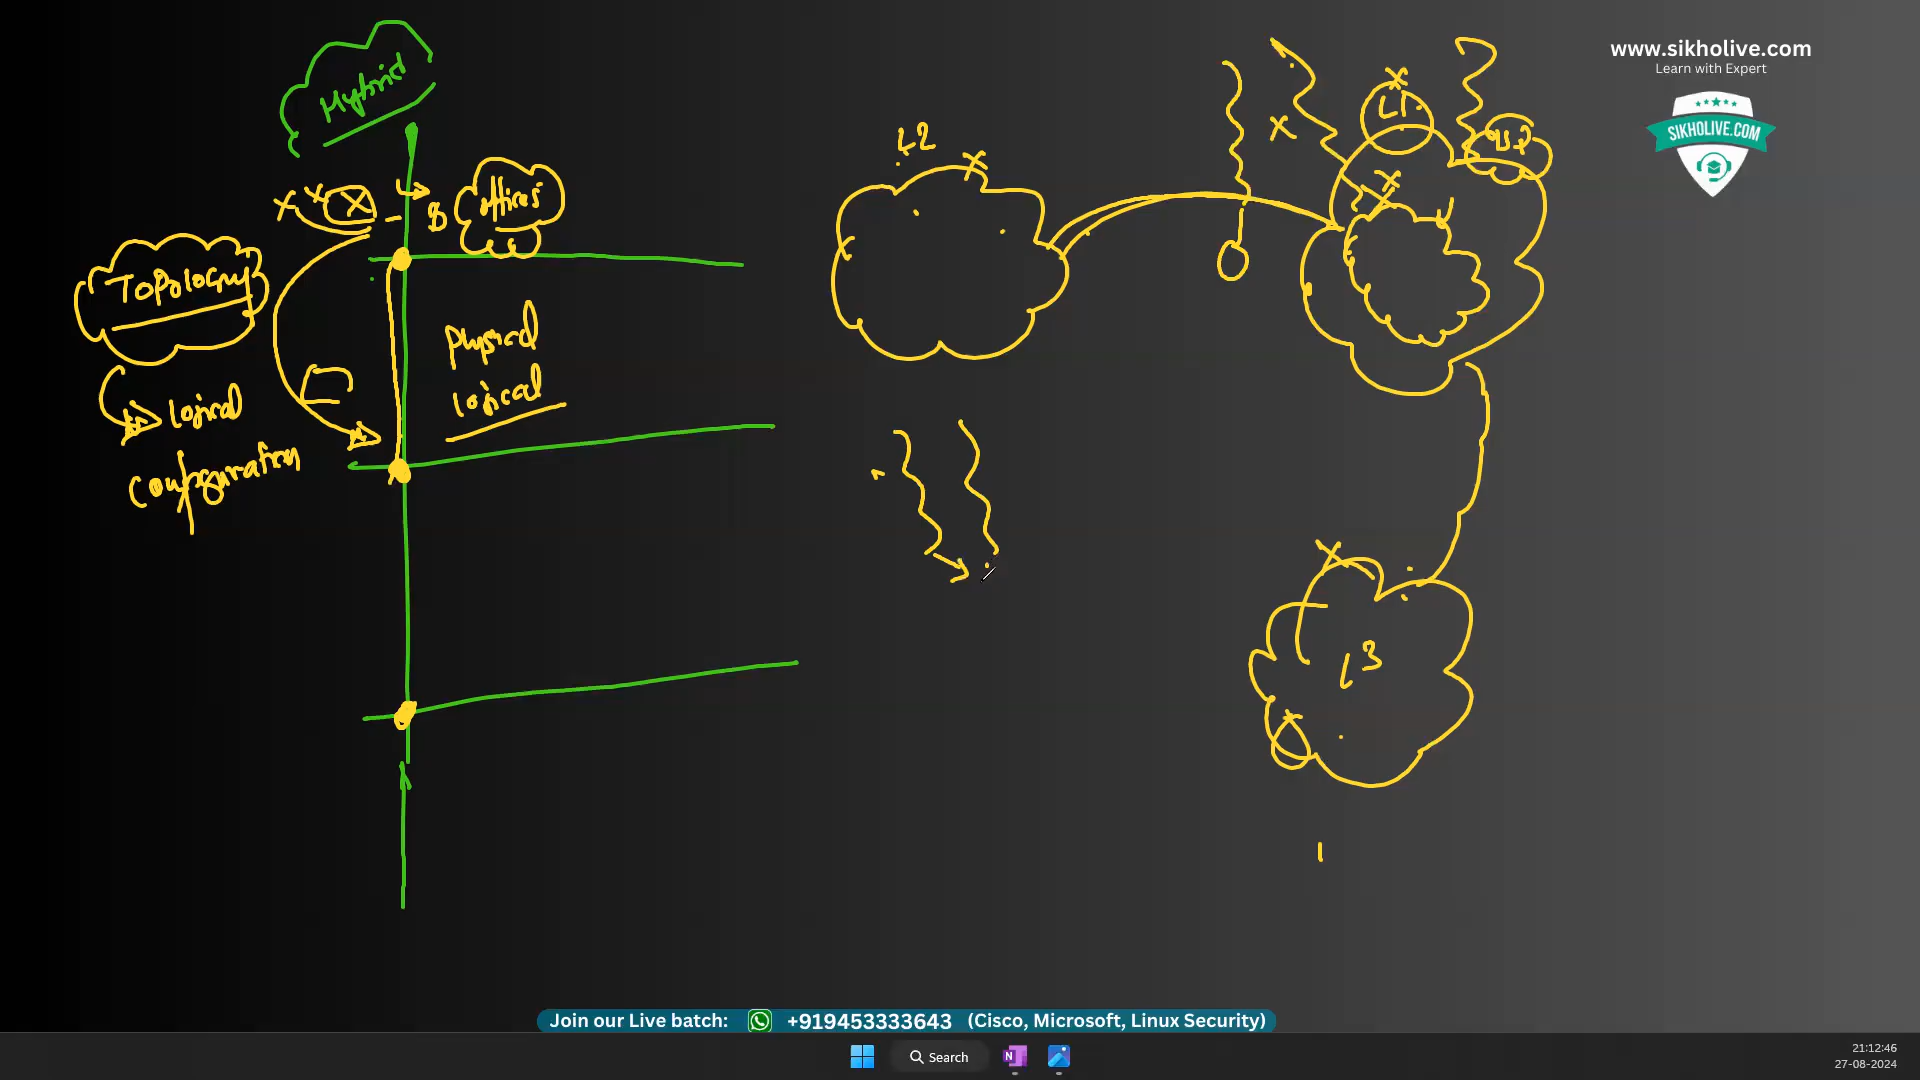 www.sikholive.com
Learn with Expert
SIKHOLIVE.COM
Hybrid
X X X
B
offices
Topology
Physical
logical
logical
configuration
L2
X
X
L1
X
X
X
L3
X
Join our Live batch: +919453333643 (Cisco, Microsoft, Linux Security)
Search
N
21:12:46
27-08-2024